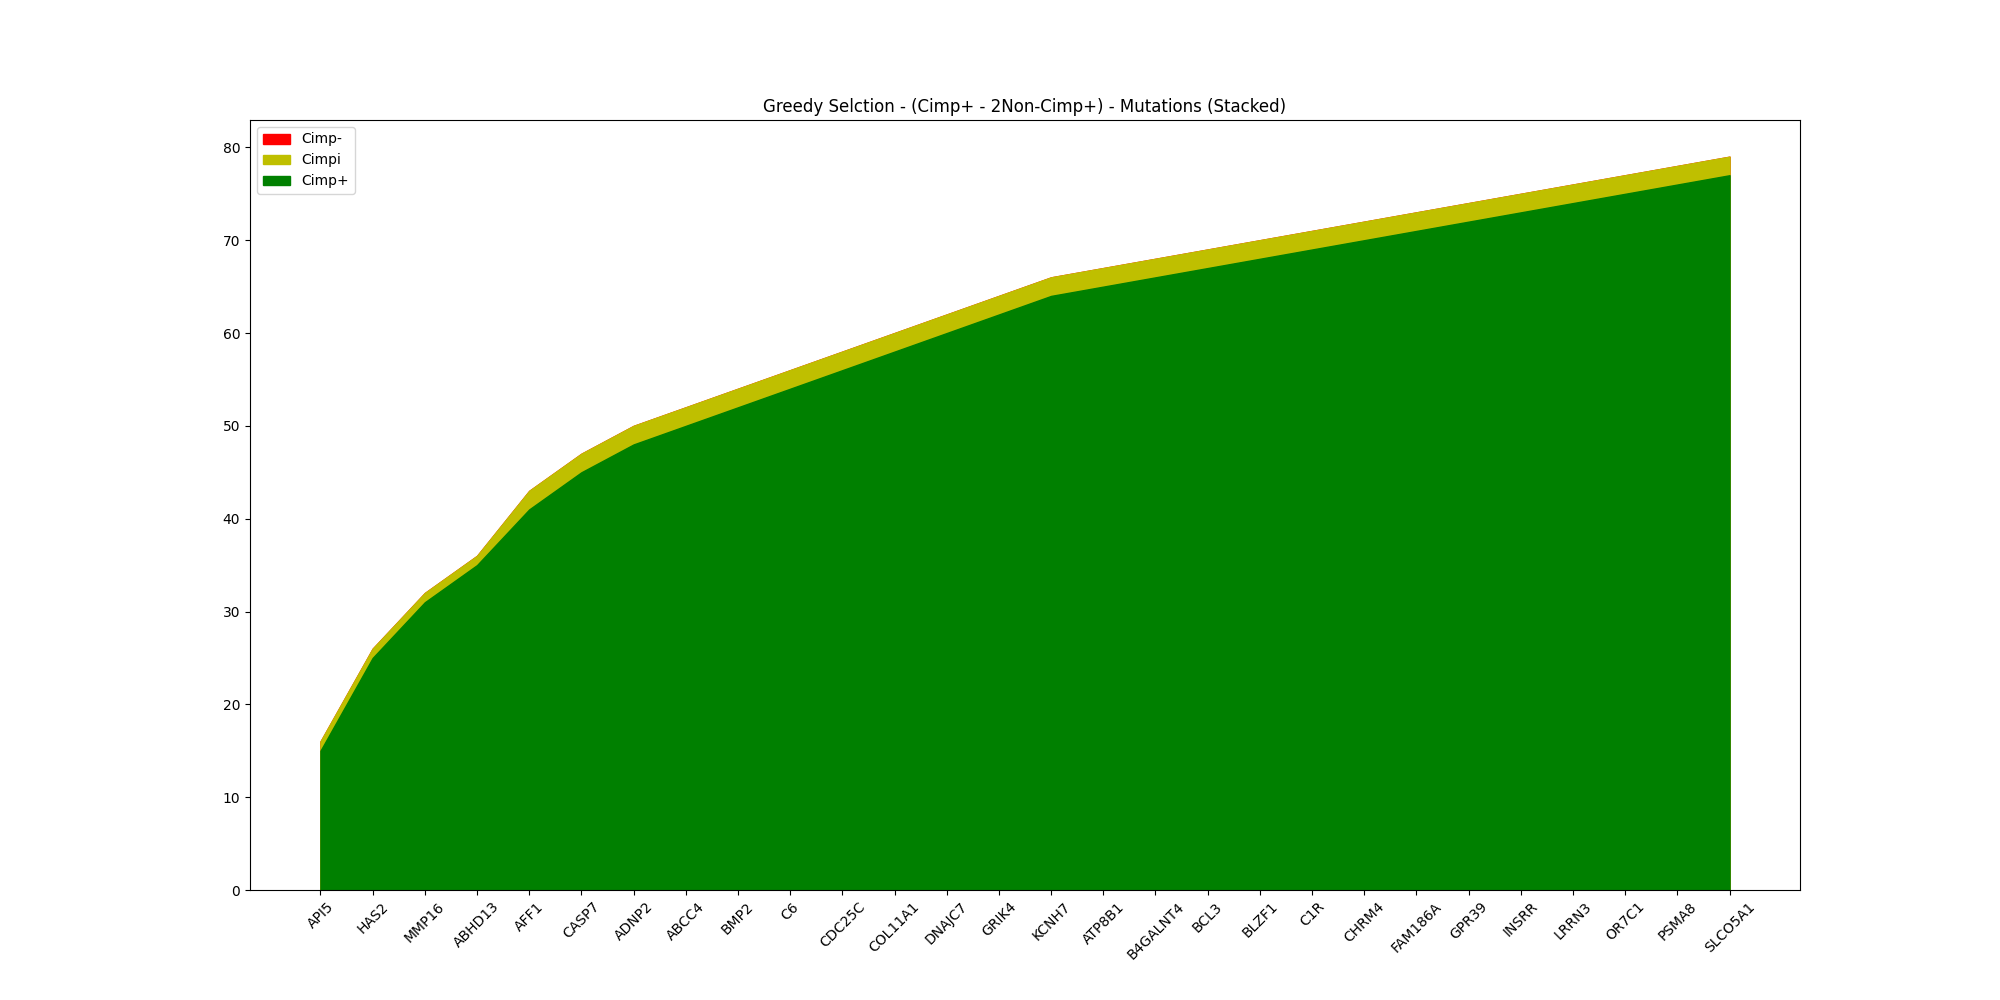 Greedy Selction - (Cimp+ - 2Non-Cimp+) - Mutations (Stacked)
Cimp-
Cimpi
Cimp+
80
70
60
50
40
30
20
10
0
API5
HAS2
MMP16
ABHD13
AFF1
CASP7
ADNP2
ABCC4
BMP2
C6
CDC25C
COL11A1
DNAJC7
GRIK4
KCNH7
ATP8B1
B4GALNT4
BCL3
BLZF1
C1R
CHRM4
FAM186A
GPR39
INSRR
LRRN3
OR7C1
PSMA8
SLCO5A1